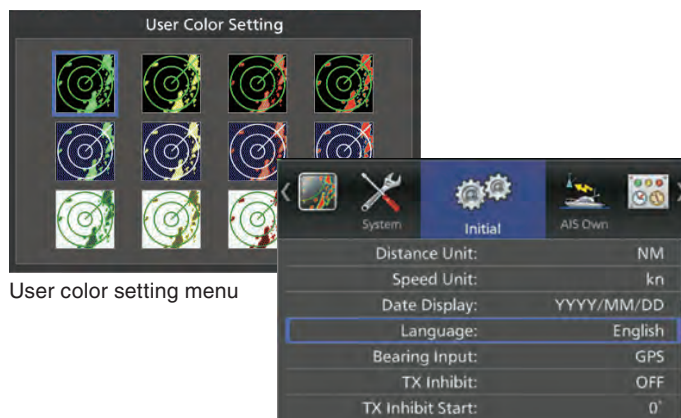 User Color Setting
User color setting menu
System
Initial
AIS Own
Distance Unit: NM
Speed Unit: kn
Date Display: YYYY/MM/DD
Language: English
Bearing Input: GPS
TX Inhibit: OFF
TX Inhibit Start: 0°